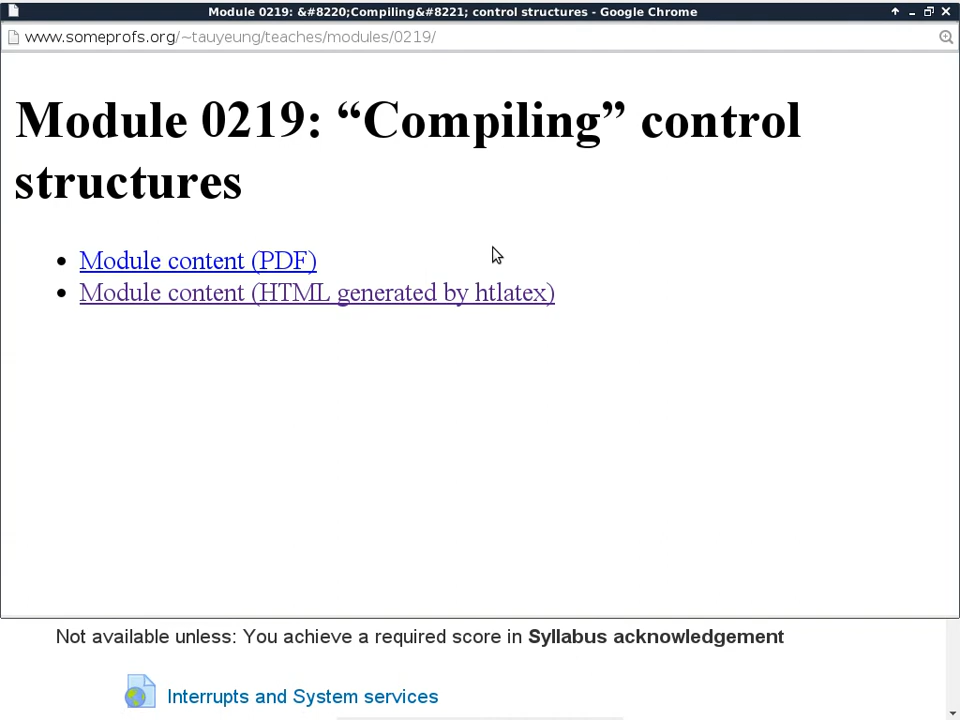 Module 0219: &#8220;Compiling&#8221; control structures - Google Chrome
www.someprofs.org/~tauyeung/teaches/modules/0219/
Module 0219: “Compiling” control
structures
• Module content (PDF)
• Module content (HTML generated by htlatex)
Not available unless: You achieve a required score in Syllabus acknowledgement
Interrupts and System services